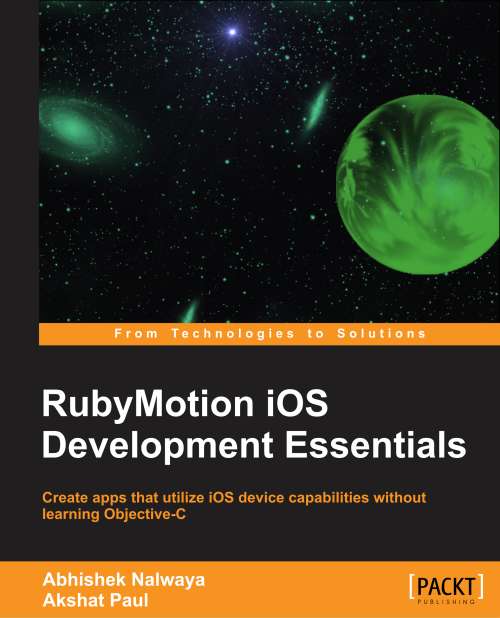 From Technologies to Solutions
RubyMotion iOS
Development Essentials
Create apps that utilize iOS device capabilities without
learning Objective-C
Abhishek Nalwaya
Akshat Paul
[PACKT]
PUBLISHING